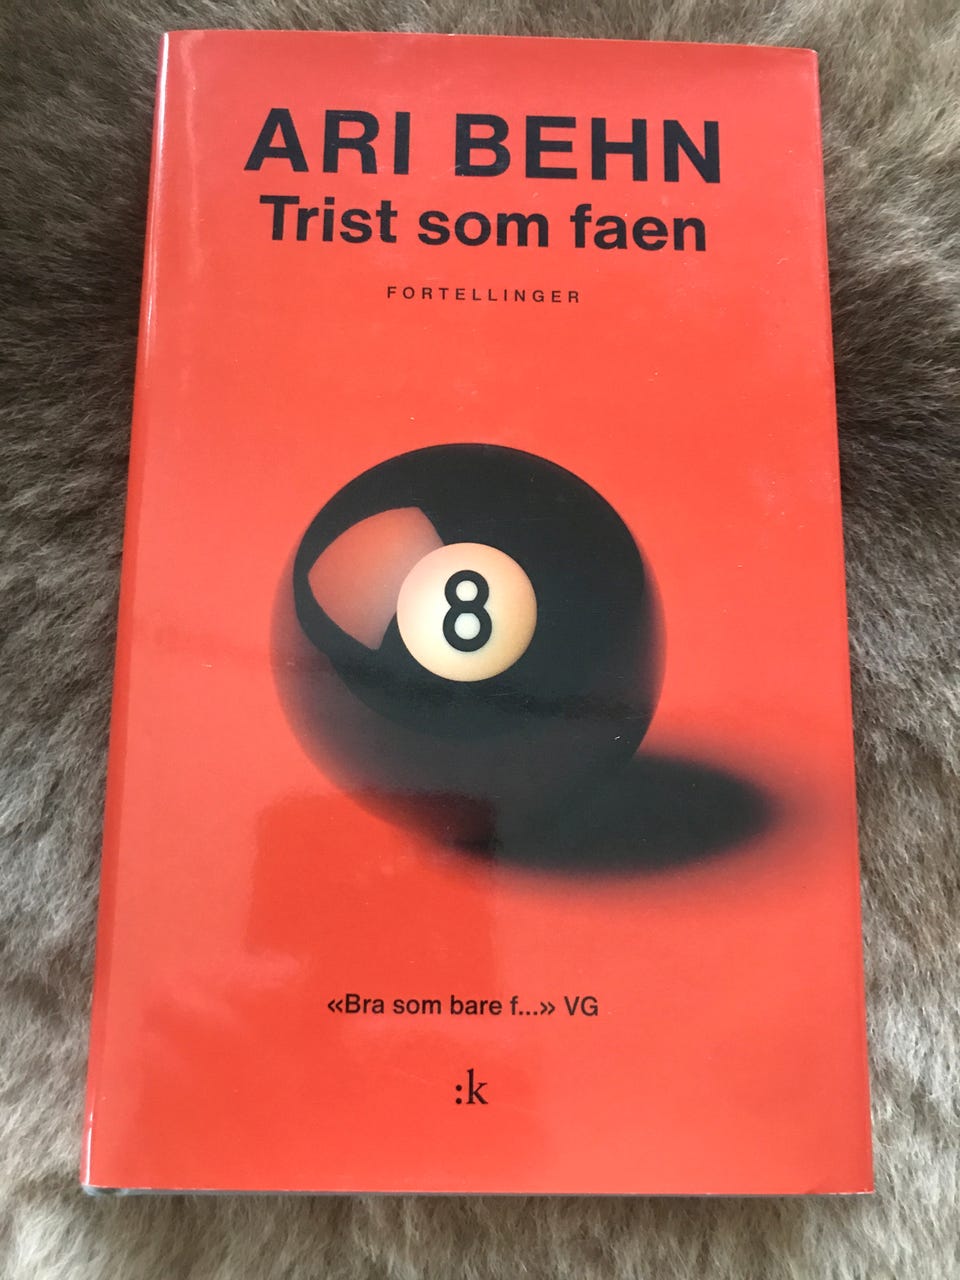 ARI BEHN
Trist som faen
FORTELLINGER
8
«Bra som bare f...» VG
:k